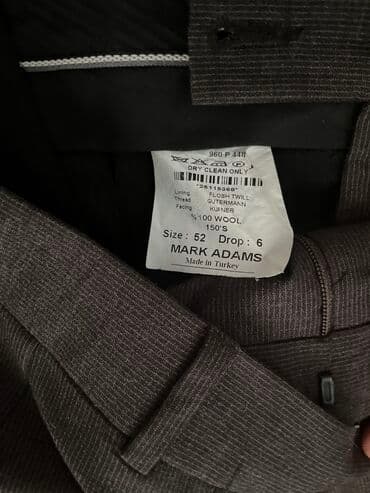 960 P 448
DRY CLEAN ONLY
Lining : FLOSH TWILL
Thread : GUTERMANN
Facing : KUFNER
%100 WOOL
150'S
Size : 52 Drop : 6
MARK ADAMS
Made in Turkey